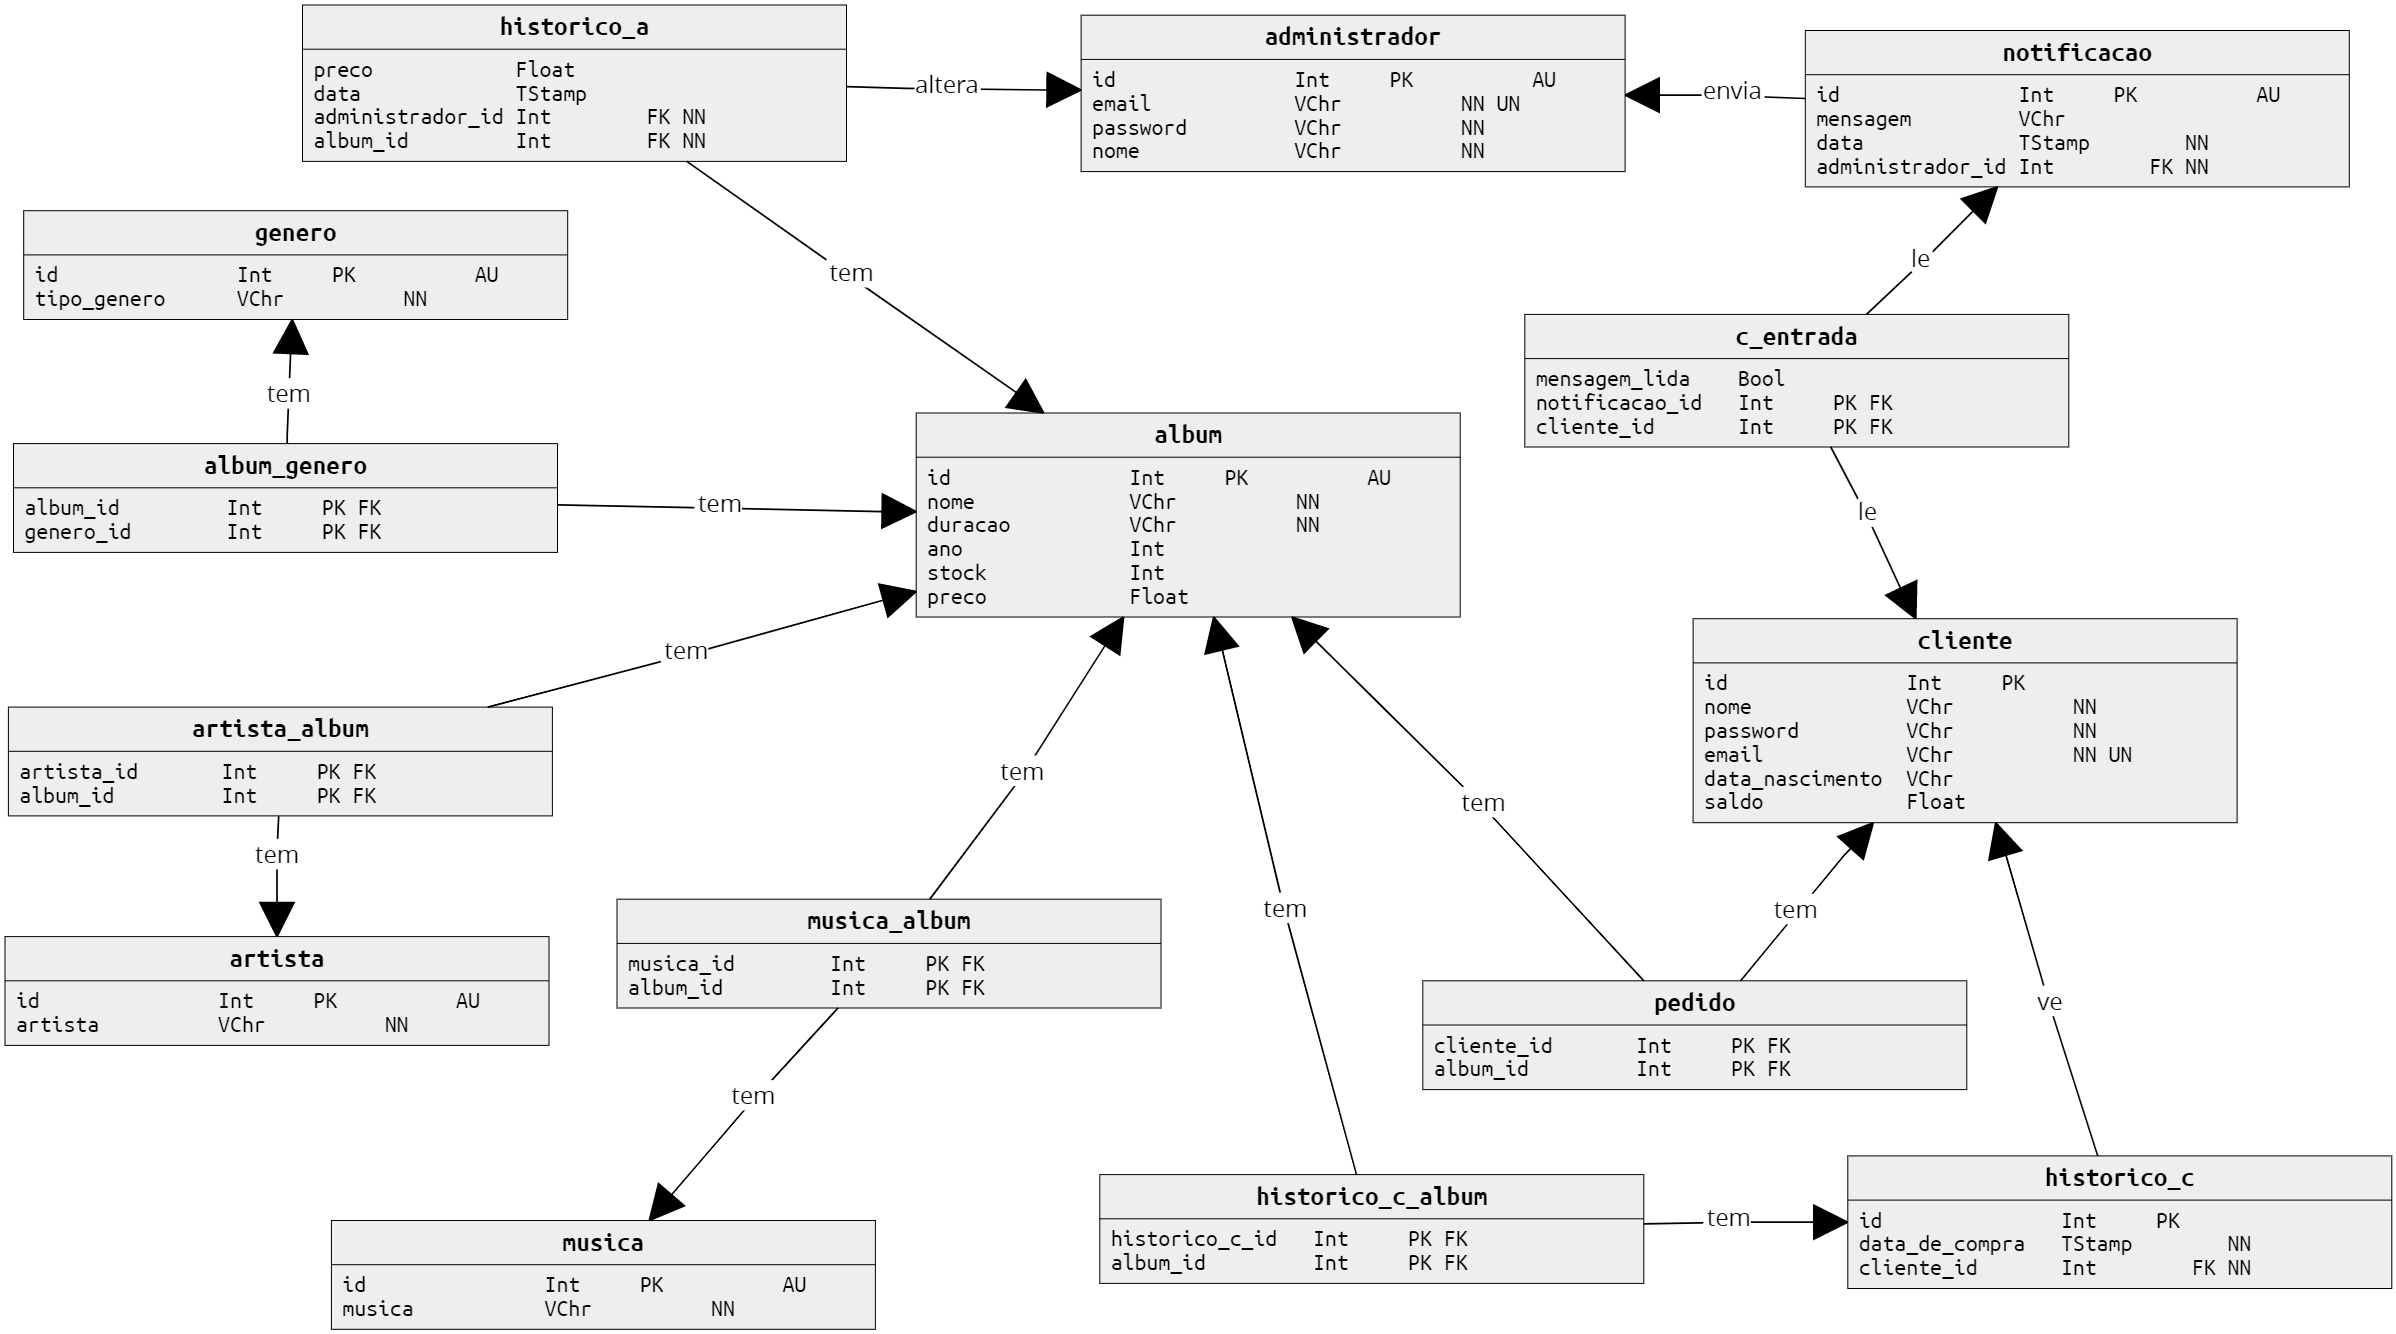 historico_a
preco Float
data TStamp
administrador_id Int FK NN
album_id Int FK NN
altera
administrador
id Int PK AU
email VChr NN UN
password VChr NN
nome VChr NN
envia
notificacao
id Int PK AU
mensagem VChr
data TStamp NN
administrador_id Int FK NN
genero
id Int PK AU
tipo_genero VChr NN
tem
le
c_entrada
mensagem_lida Bool
notificacao_id Int PK FK
cliente_id Int PK FK
tem
album_genero
album_id Int PK FK
genero_id Int PK FK
tem
album
id Int PK AU
nome VChr NN
duracao VChr NN
ano Int
stock Int
preco Float
le
cliente
id Int PK
nome VChr NN
password VChr NN
email VChr NN UN
data_nascimento VChr
saldo Float
tem
artista_album
artista_id Int PK FK
album_id Int PK FK
tem
tem
tem
tem
tem
artista
id Int PK AU
artista VChr NN
musica_album
musica_id Int PK FK
album_id Int PK FK
pedido
cliente_id Int PK FK
album_id Int PK FK
ve
tem
musica
id Int PK AU
musica VChr NN
historico_c_album
historico_c_id Int PK FK
album_id Int PK FK
tem
historico_c
id Int PK
data_de_compra TStamp NN
cliente_id Int FK NN